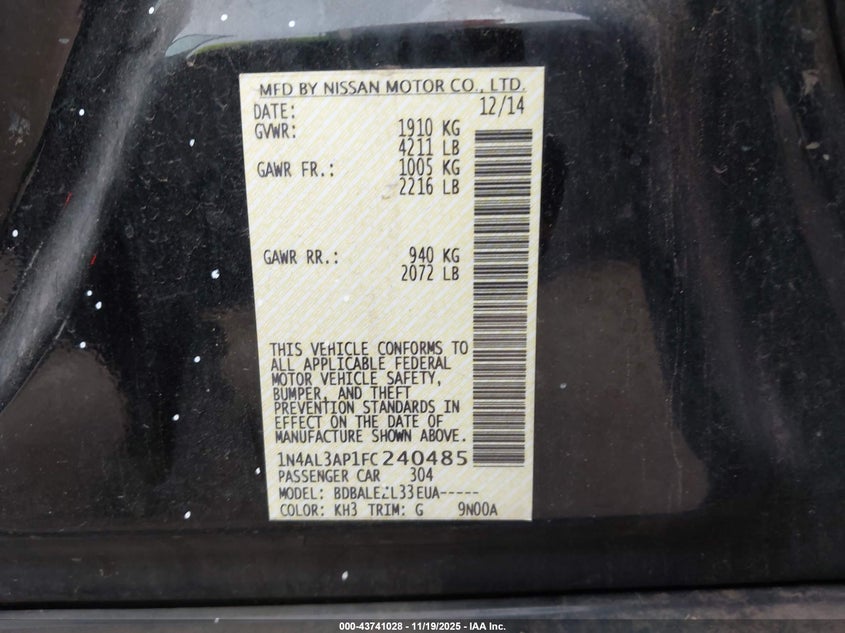 MFD BY NISSAN MOTOR CO., LTD.
DATE: 12/14
GVWR: 1910 KG
4211 LB
GAWR FR.: 1005 KG
2216 LB
GAWR RR.: 940 KG
2072 LB
THIS VEHICLE CONFORMS TO
ALL APPLICABLE FEDERAL
MOTOR VEHICLE SAFETY,
BUMPER, AND THEFT
PREVENTION STANDARDS IN
EFFECT ON THE DATE OF
MANUFACTURE SHOWN ABOVE.
1N4AL3AP1FC240485
PASSENGER CAR 304
MODEL:
COLOR: KH3 TRIM: G 9N00A
000-43741028 - 11/19/2025 - IAA Inc.